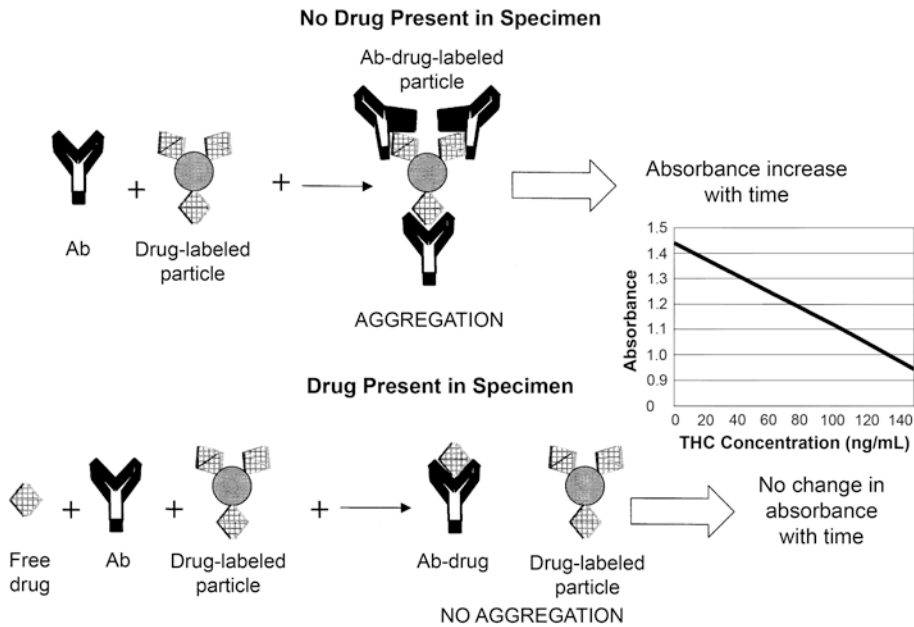 No Drug Present in Specimen
Ab-drug-labeled
particle
+
+
Ab
Drug-labeled
particle
AGGREGATION
Absorbance increase
with time
1.5
1.4
1.3
1.2
1.1
1.0
0.9
0
Absorbance
0 20 40 60 80 100 120 140
THC Concentration (ng/mL)
Drug Present in Specimen
+
+
+
Free
drug
Ab
Drug-labeled
particle
Ab-drug
Drug-labeled
particle
NO AGGREGATION
No change in
absorbance
with time